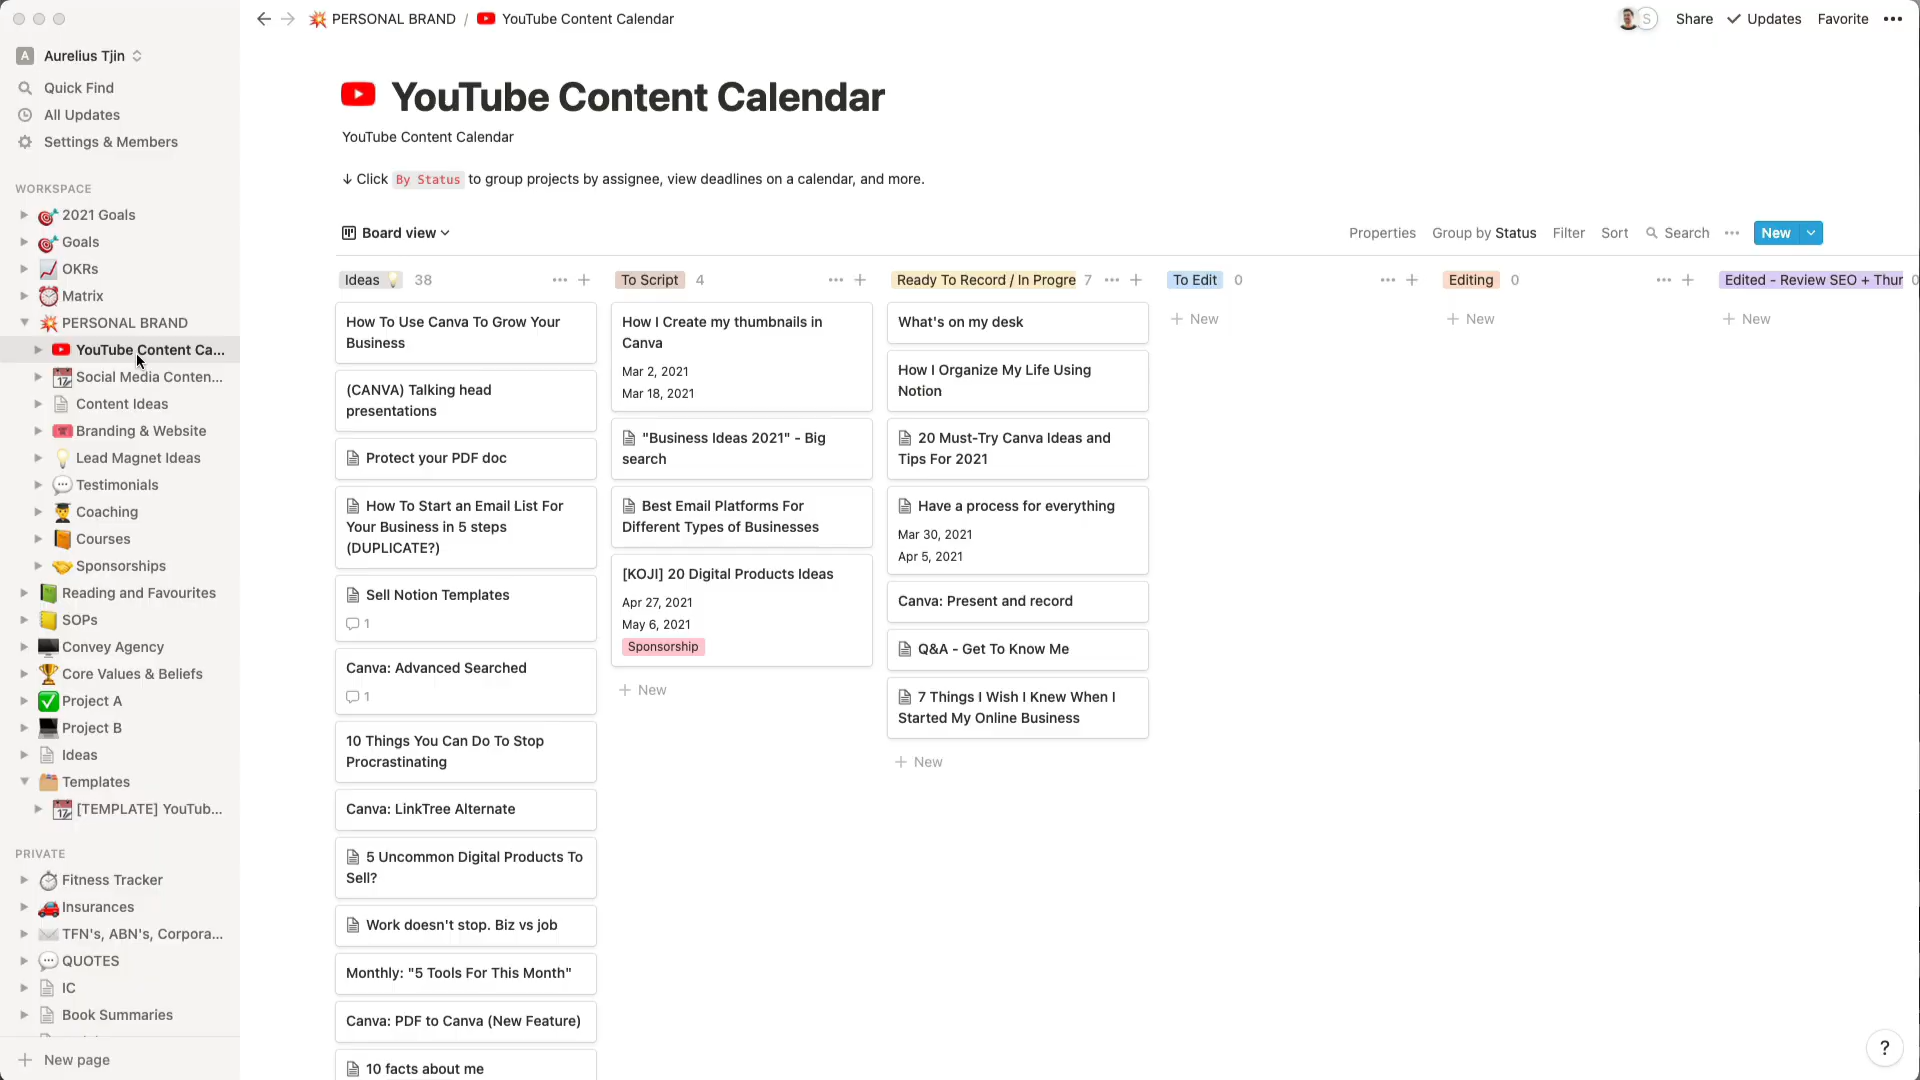 PERSONAL BRAND / YouTube Content Calendar
S Share Updates Favorite
A Aurelius Tjin
Quick Find
All Updates
Settings & Members
WORKSPACE
2021 Goals
Goals
OKRs
Matrix
PERSONAL BRAND
YouTube Content Ca...
Social Media Conten...
Content Ideas
Branding & Website
Lead Magnet Ideas
Testimonials
Coaching
Courses
Sponsorships
Reading and Favourites
SOPs
Convey Agency
Core Values & Beliefs
Project A
Project B
Ideas
Templates
[TEMPLATE] YouTub...
PRIVATE
Fitness Tracker
Insurances
TFN's, ABN's, Corpora...
QUOTES
IC
Book Summaries
New page
YouTube Content Calendar
YouTube Content Calendar
↓ Click By Status to group projects by assignee, view deadlines on a calendar, and more.
Board view
Properties Group by Status Filter Sort Search ... New
Ideas 38
How To Use Canva To Grow Your
Business
(CANVA) Talking head
presentations
Protect your PDF doc
How To Start an Email List For
Your Business in 5 steps
(DUPLICATE?)
Sell Notion Templates
1
Canva: Advanced Searched
1
10 Things You Can Do To Stop
Procrastinating
Canva: LinkTree Alternate
5 Uncommon Digital Products To
Sell?
Work doesn't stop. Biz vs job
Monthly: "5 Tools For This Month"
Canva: PDF to Canva (New Feature)
10 facts about me
To Script 4
How I Create my thumbnails in
Canva
Mar 2, 2021
Mar 18, 2021
"Business Ideas 2021" - Big
search
Best Email Platforms For
Different Types of Businesses
[KOJI] 20 Digital Products Ideas
Apr 27, 2021
May 6, 2021
Sponsorship
+ New
Ready To Record / In Progre 7
What's on my desk
How I Organize My Life Using
Notion
20 Must-Try Canva Ideas and
Tips For 2021
Have a process for everything
Mar 30, 2021
Apr 5, 2021
Canva: Present and record
Q&A - Get To Know Me
7 Things I Wish I Knew When I
Started My Online Business
+ New
To Edit 0
+ New
Editing 0
+ New
Edited - Review SEO + Thur 0
+ New
?